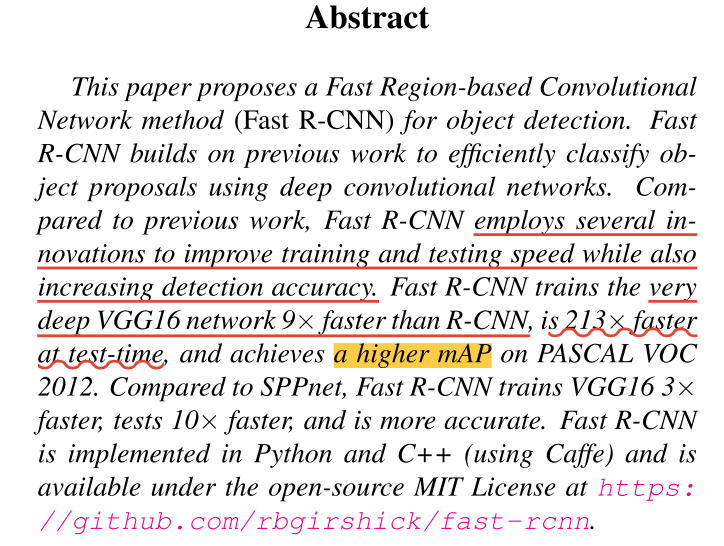 Abstract
This paper proposes a Fast Region-based Convolutional
Network method (Fast R-CNN) for object detection. Fast
R-CNN builds on previous work to efficiently classify ob-
ject proposals using deep convolutional networks. Com-
pared to previous work, Fast R-CNN employs several in-
novations to improve training and testing speed while also
increasing detection accuracy. Fast R-CNN trains the very
deep VGG16 network 9× faster than R-CNN, is 213× faster
at test-time, and achieves a higher mAP on PASCAL VOC
2012. Compared to SPPnet, Fast R-CNN trains VGG16 3×
faster, tests 10× faster, and is more accurate. Fast R-CNN
is implemented in Python and C++ (using Caffe) and is
available under the open-source MIT License at https:
//github.com/rbgirshick/fast-rcnn.